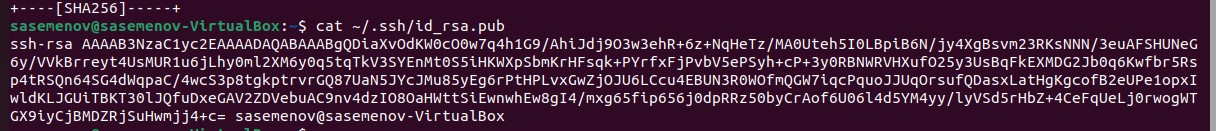 +----[SHA256]-----+
sasemenov@sasemenov-VirtualBox:~$ cat ~/.ssh/id_rsa.pub
ssh-rsa AAAAB3NzaC1yc2EAAAADAQABAAABgQDiaXvOdKW0cO0w7q4h1G9/AhiJdj9O3w3ehR+6z+NqHeTz/MA0Uteh5I0LBpiB6N/jy4XgBsvm23RKsNNN/3euAFSHUNeG
6y/VVkBrreyt4UsMUR1u6jLhy0ml2XM6y0q5tqTkV3SYEnMt0S5iHKWXpSbmKrHFsqk+PYrfxFjPvbV5ePSyh+cP+3y0RBNWRVHXufO25y3UsBqFkEXMDG2Jb0q6Kwfbr5Rs
p4tRSQn64SG4dWqpaC/4wcS3p8tgkptrvrGQ87UaN5JYcJMu85yEg6rPtHPLvxGwZjOJU6LCcu4EBUN3R0WOfmQGW7iqcPquoJJUqOrsufQDasxLatHgKgcofB2eUPe1opxI
wldKLJGUiTBKT30lJQfuDxeGAV2ZDVebuAC9nv4dzIO8OaHWttSiEwnwhEw8gI4/mxg65fip656j0dpRRz50byCrAof6U06l4d5YM4yy/lyVSd5rHbZ+4CeFqUeLj0rwogWT
GX9iyCjBMDZRjSuHwmjj4+c= sasemenov@sasemenov-VirtualBox